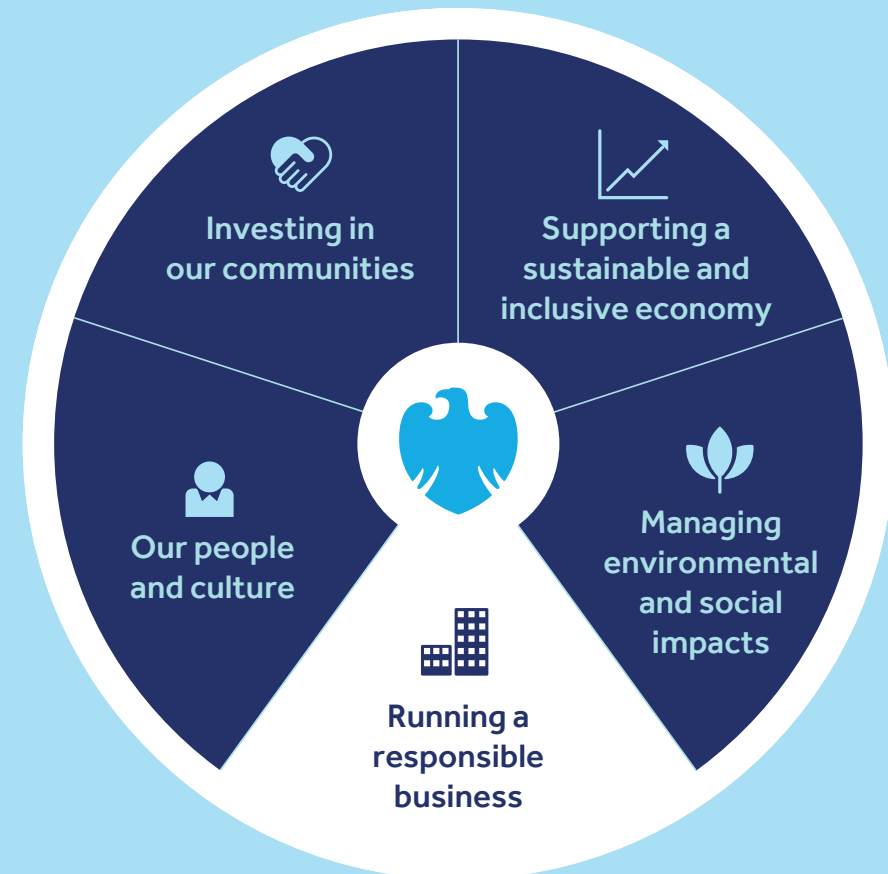 Investing in
our communities
Supporting a
sustainable and
inclusive economy
Our people
and culture
Managing
environmental
and social
impacts
Running a
responsible
business